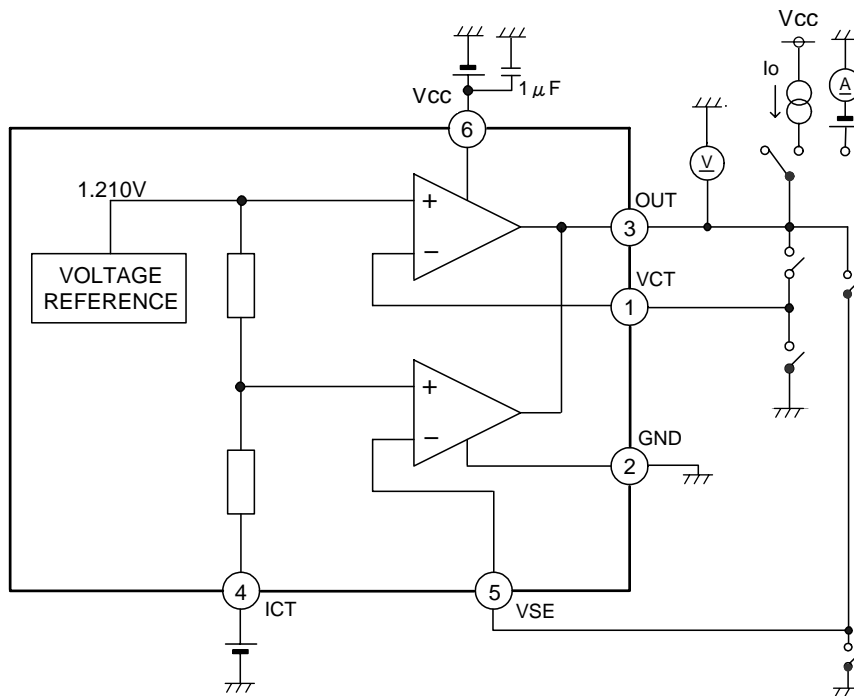 Vcc
Io
A
Vcc
1μF
6
V
1.210V
+
OUT
3
−
VOLTAGE
REFERENCE
VCT
1
+
−
GND
2
4
ICT
5
VSE